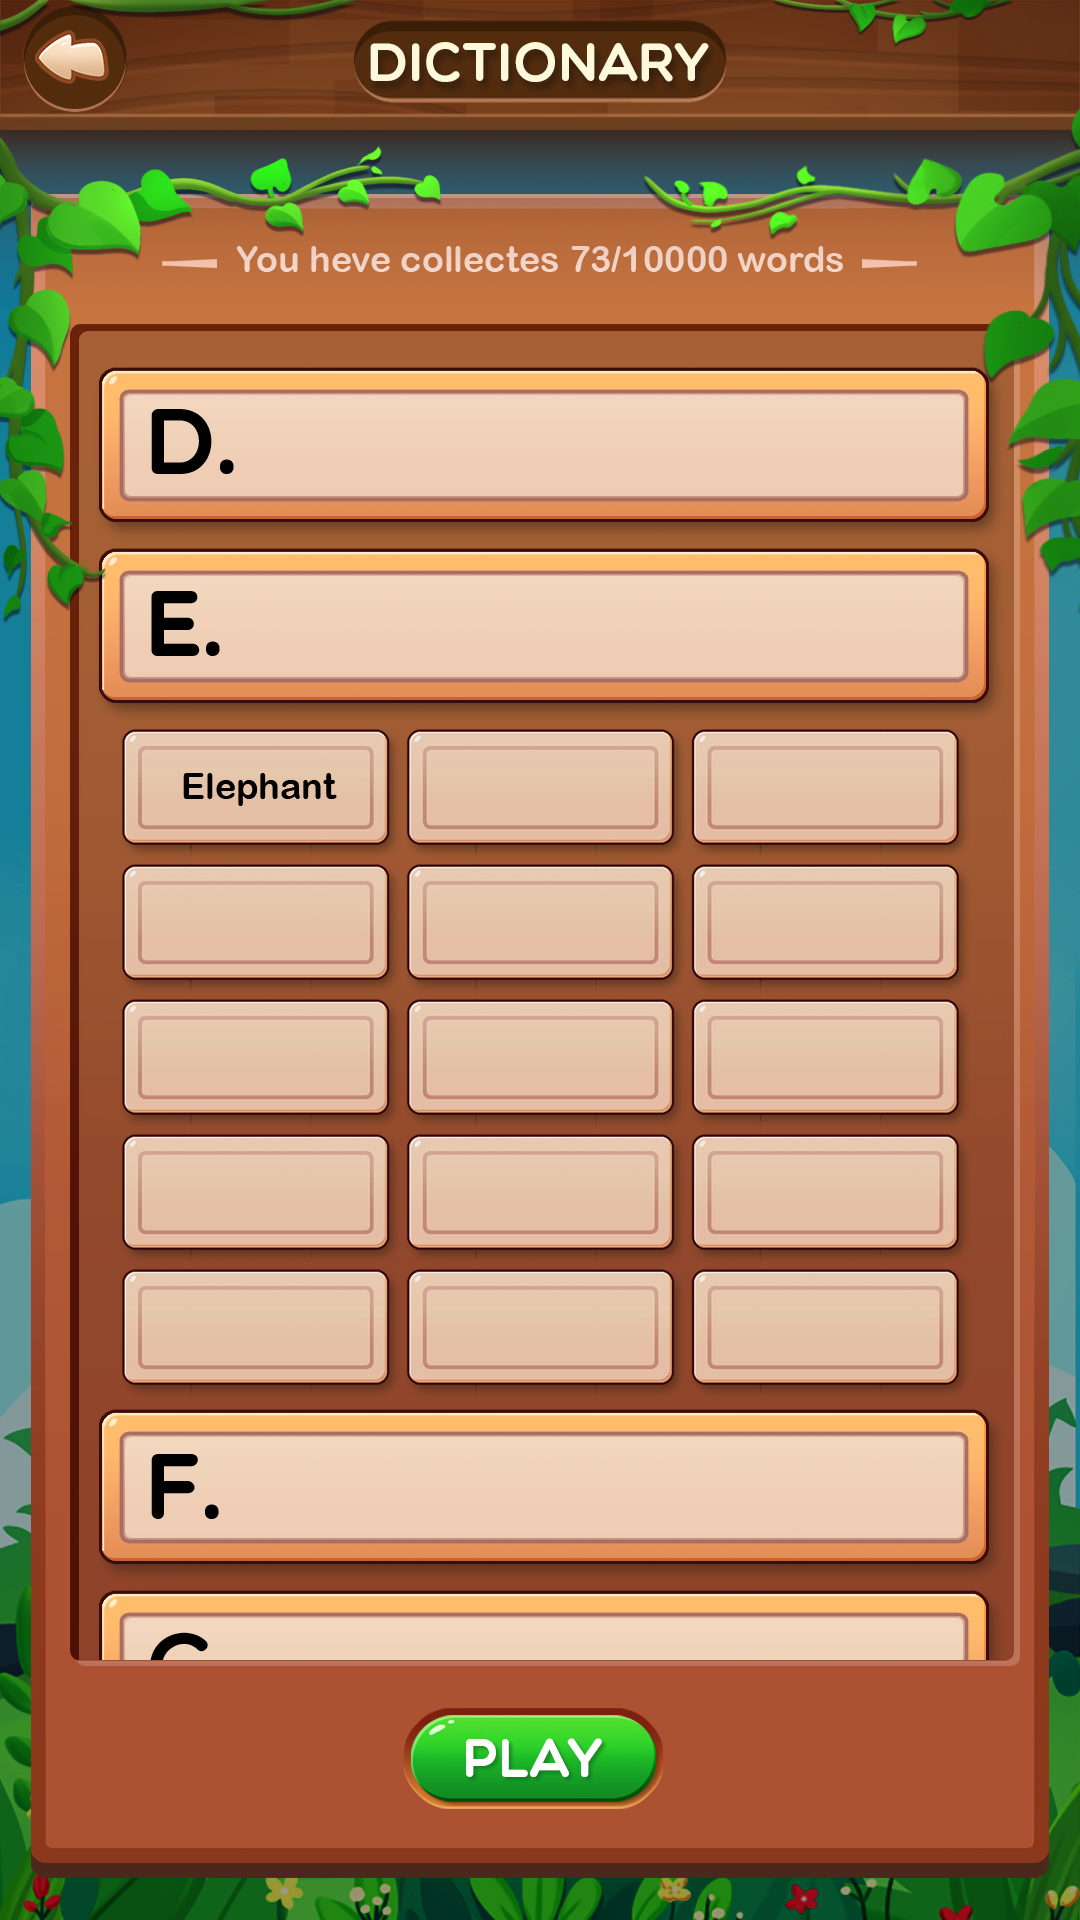 DICTIONARY
You heve collectes 73/10000 words
D.
E.
Elephant
F.
PLAY